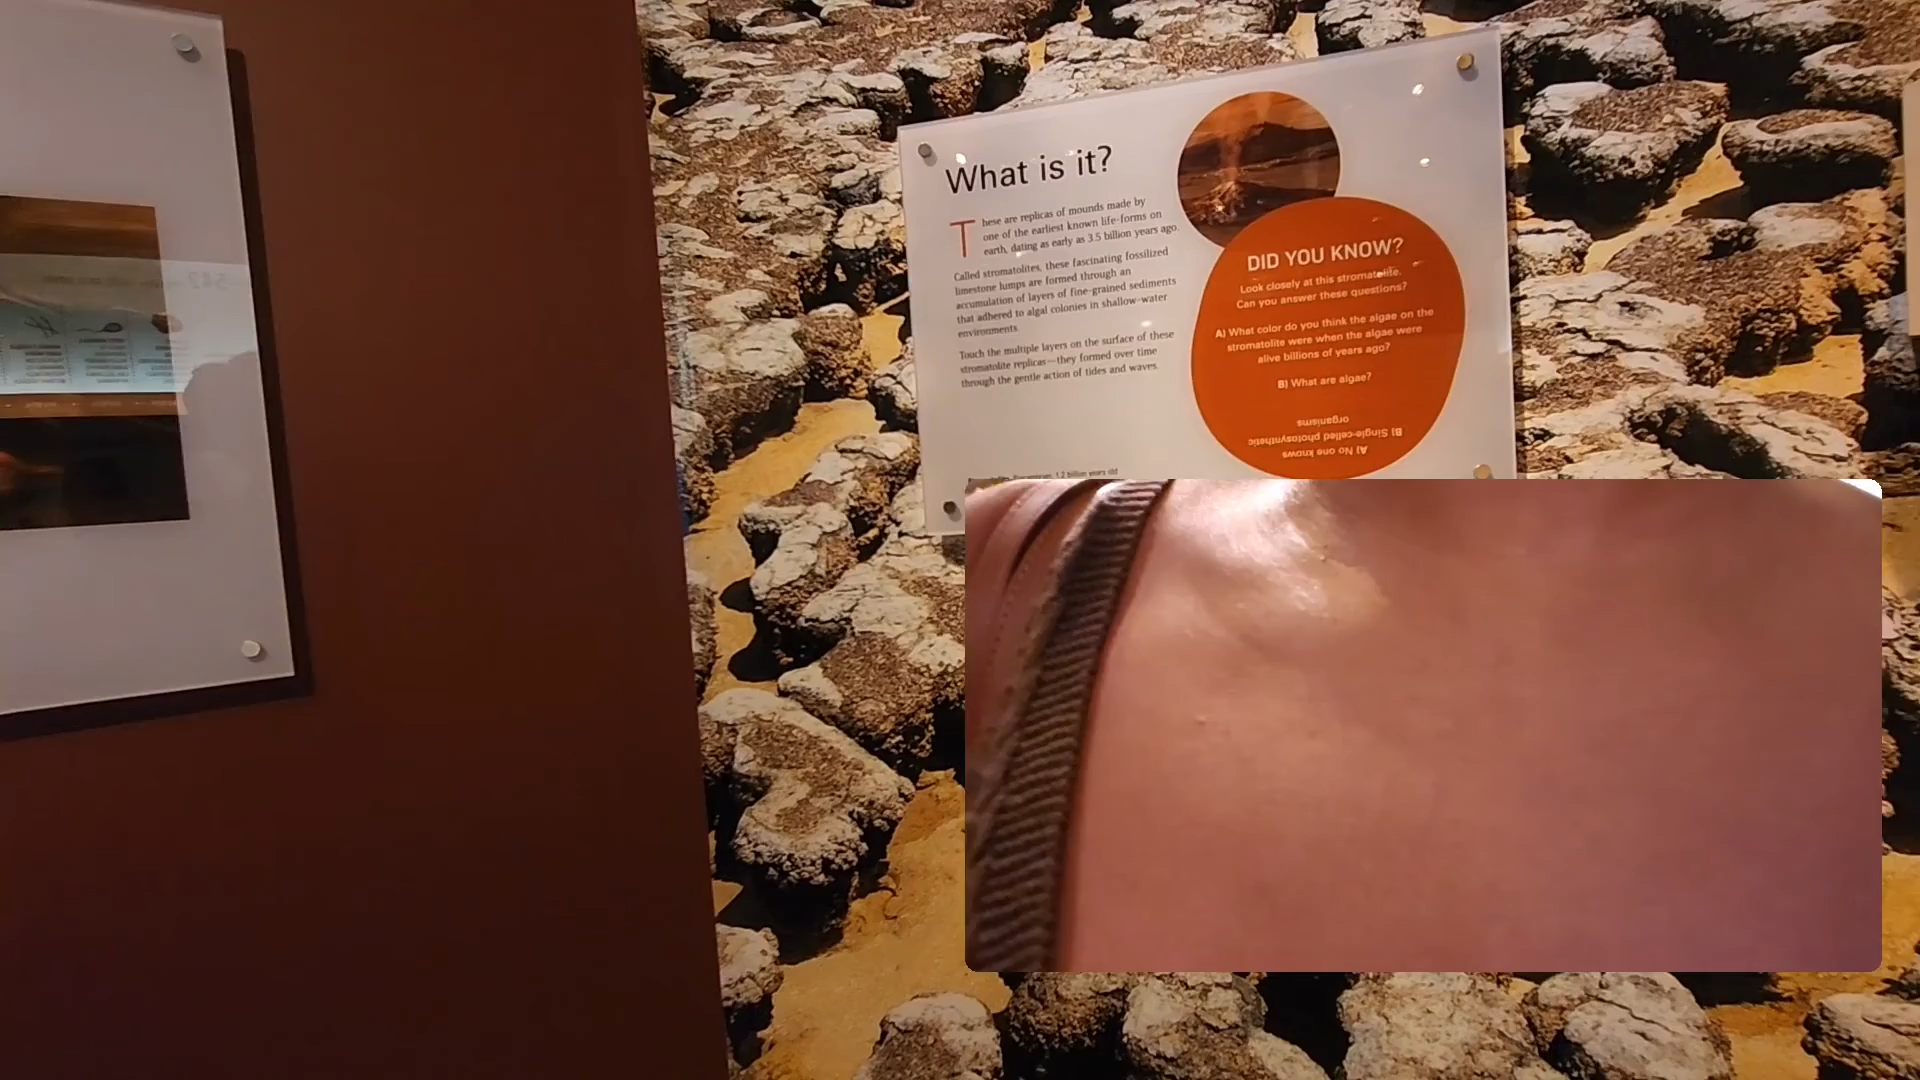 What is it?
These are replicas of mounds made by
one of the earliest known life-forms on
earth, dating as early as 3.5 billion years ago.
Called stromatolites, these fascinating fossilized
limestone lumps are formed through an
accumulation of layers of fine-grained sediments
that adhered to algal colonies in shallow-water
environments.
Touch the multiple layers on the surface of these
stromatolite replicas—they formed over time
through the gentle action of tides and waves.
1.2 billion years old
DID YOU KNOW?
Look closely at this stromatolite.
Can you answer these questions?
A) What color do you think the algae on the
stromatolite were when the algae were
alive billions of years ago?
B) What are algae?
A) No one knows
B) Single-celled photosynthetic
organisms